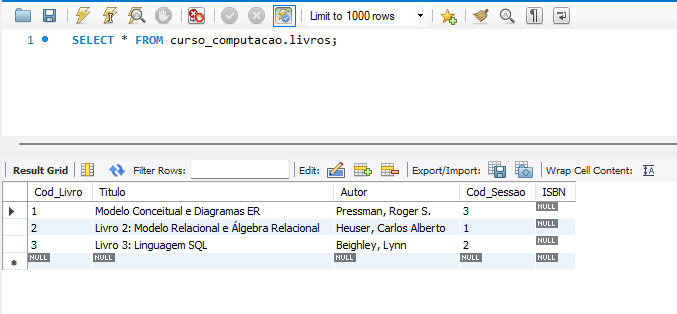 Limit to 1000 rows
1 SELECT * FROM curso_computacao.livros;
Result Grid Filter Rows: Edit: Export/Import: Wrap Cell Content: IA
Cod_Livro Titulo Autor Cod_Sessao ISBN
1 Modelo Conceitual e Diagramas ER Pressman, Roger S. 3 NULL
2 Livro 2: Modelo Relacional e Álgebra Relacional Heuser, Carlos Alberto 1 NULL
3 Livro 3: Linguagem SQL Beighley, Lynn 2 NULL
NULL NULL NULL NULL NULL